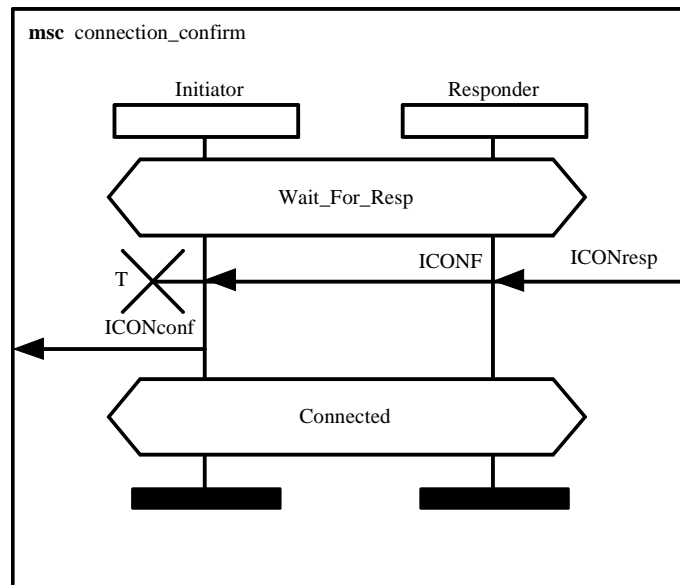 msc connection_confirm
Initiator
Responder
Wait_For_Resp
ICONF
ICONresp
T
ICONconf
Connected